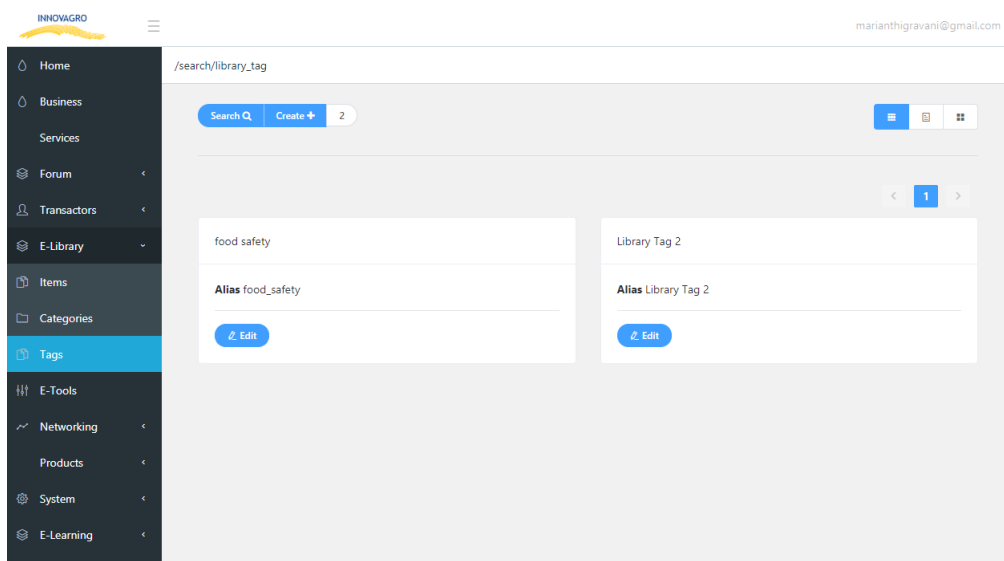 INNOVAGRO
marianthigravani@gmail.com
Home
/search/library_tag
Business
Search Create 2
Services
Forum
Transactors
1
E-Library
food safety
Library Tag 2
Items
Alias food_safety
Alias Library Tag 2
Categories
Edit
Edit
Tags
E-Tools
Networking
Products
System
E-Learning